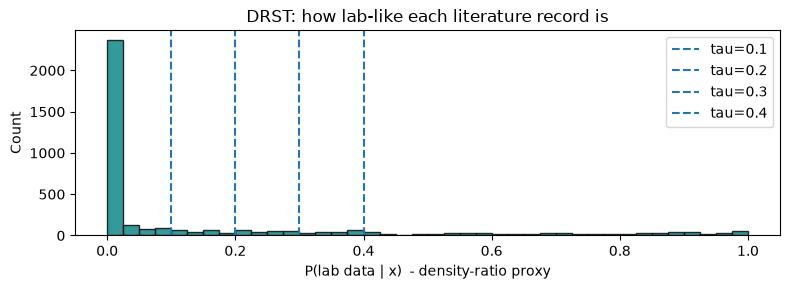 DRST: how lab-like each literature record is
Count
2000
1500
1000
500
0
tau=0.1
tau=0.2
tau=0.3
tau=0.4
0.0 0.2 0.4 0.6 0.8 1.0
P(lab data | x)  - density-ratio proxy